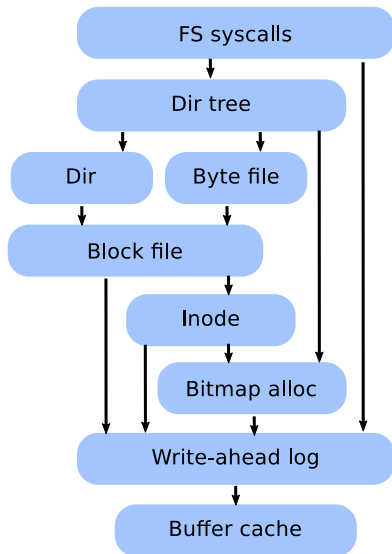 FS syscalls
Dir tree
Dir
Byte file
Block file
Inode
Bitmap alloc
Write-ahead log
Buffer cache